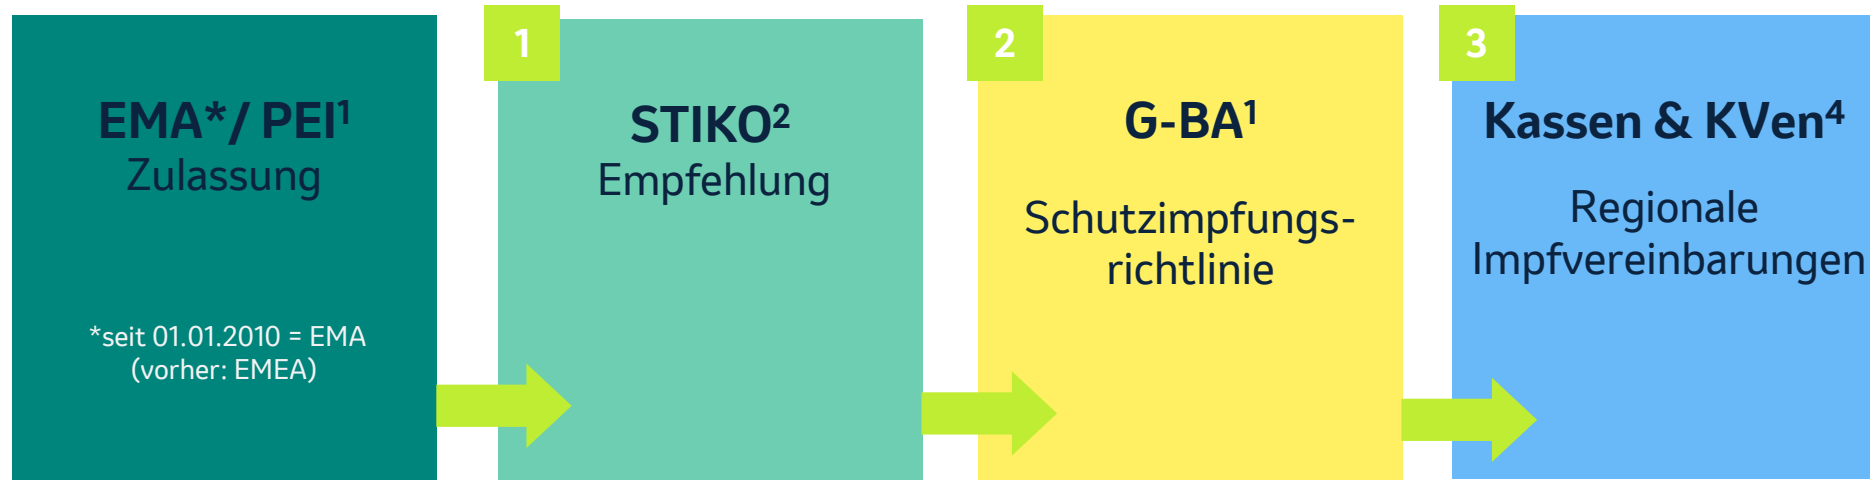 EMA*/ PEI¹
Zulassung
*seit 01.01.2010 = EMA
(vorher: EMEA)
1
STIKO²
Empfehlung
2
G-BA¹
Schutzimpfungs-
richtlinie
3
Kassen & KVen⁴
Regionale
Impfvereinbarungen